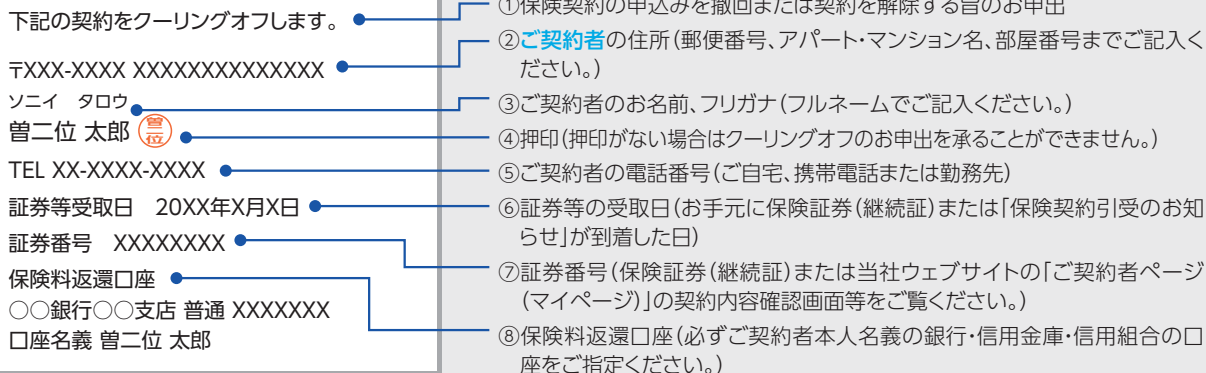 下記の契約をクーリングオフします。
〒XXX-XXXX XXXXXXXXXXXXXX
ソニイ タロウ
曽二位 太郎 曽二位
TEL XX-XXXX-XXXX
証券等受取日 20XX年X月X日
証券番号 XXXXXXXX
保険料返還口座
○○銀行○○支店 普通 XXXXXXX
口座名義 曽二位 太郎
①保険契約の申込みを撤回または契約を解除する旨のお申出
②ご契約者の住所(郵便番号、アパート・マンション名、部屋番号までご記入く
ださい。)
③ご契約者のお名前、フリガナ(フルネームでご記入ください。)
④押印(押印がない場合はクーリングオフのお申出を承ることができません。)
⑤ご契約者の電話番号(ご自宅、携帯電話または勤務先)
⑥証券等の受取日(お手元に保険証券(継続証)または「保険契約引受のお知
らせ」が到着した日)
⑦証券番号(保険証券(継続証)または当社ウェブサイトの「ご契約者ページ
(マイページ)」の契約内容確認画面等をご覧ください。)
⑧保険料返還口座(必ずご契約者本人名義の銀行・信用金庫・信用組合の口
座をご指定ください。)